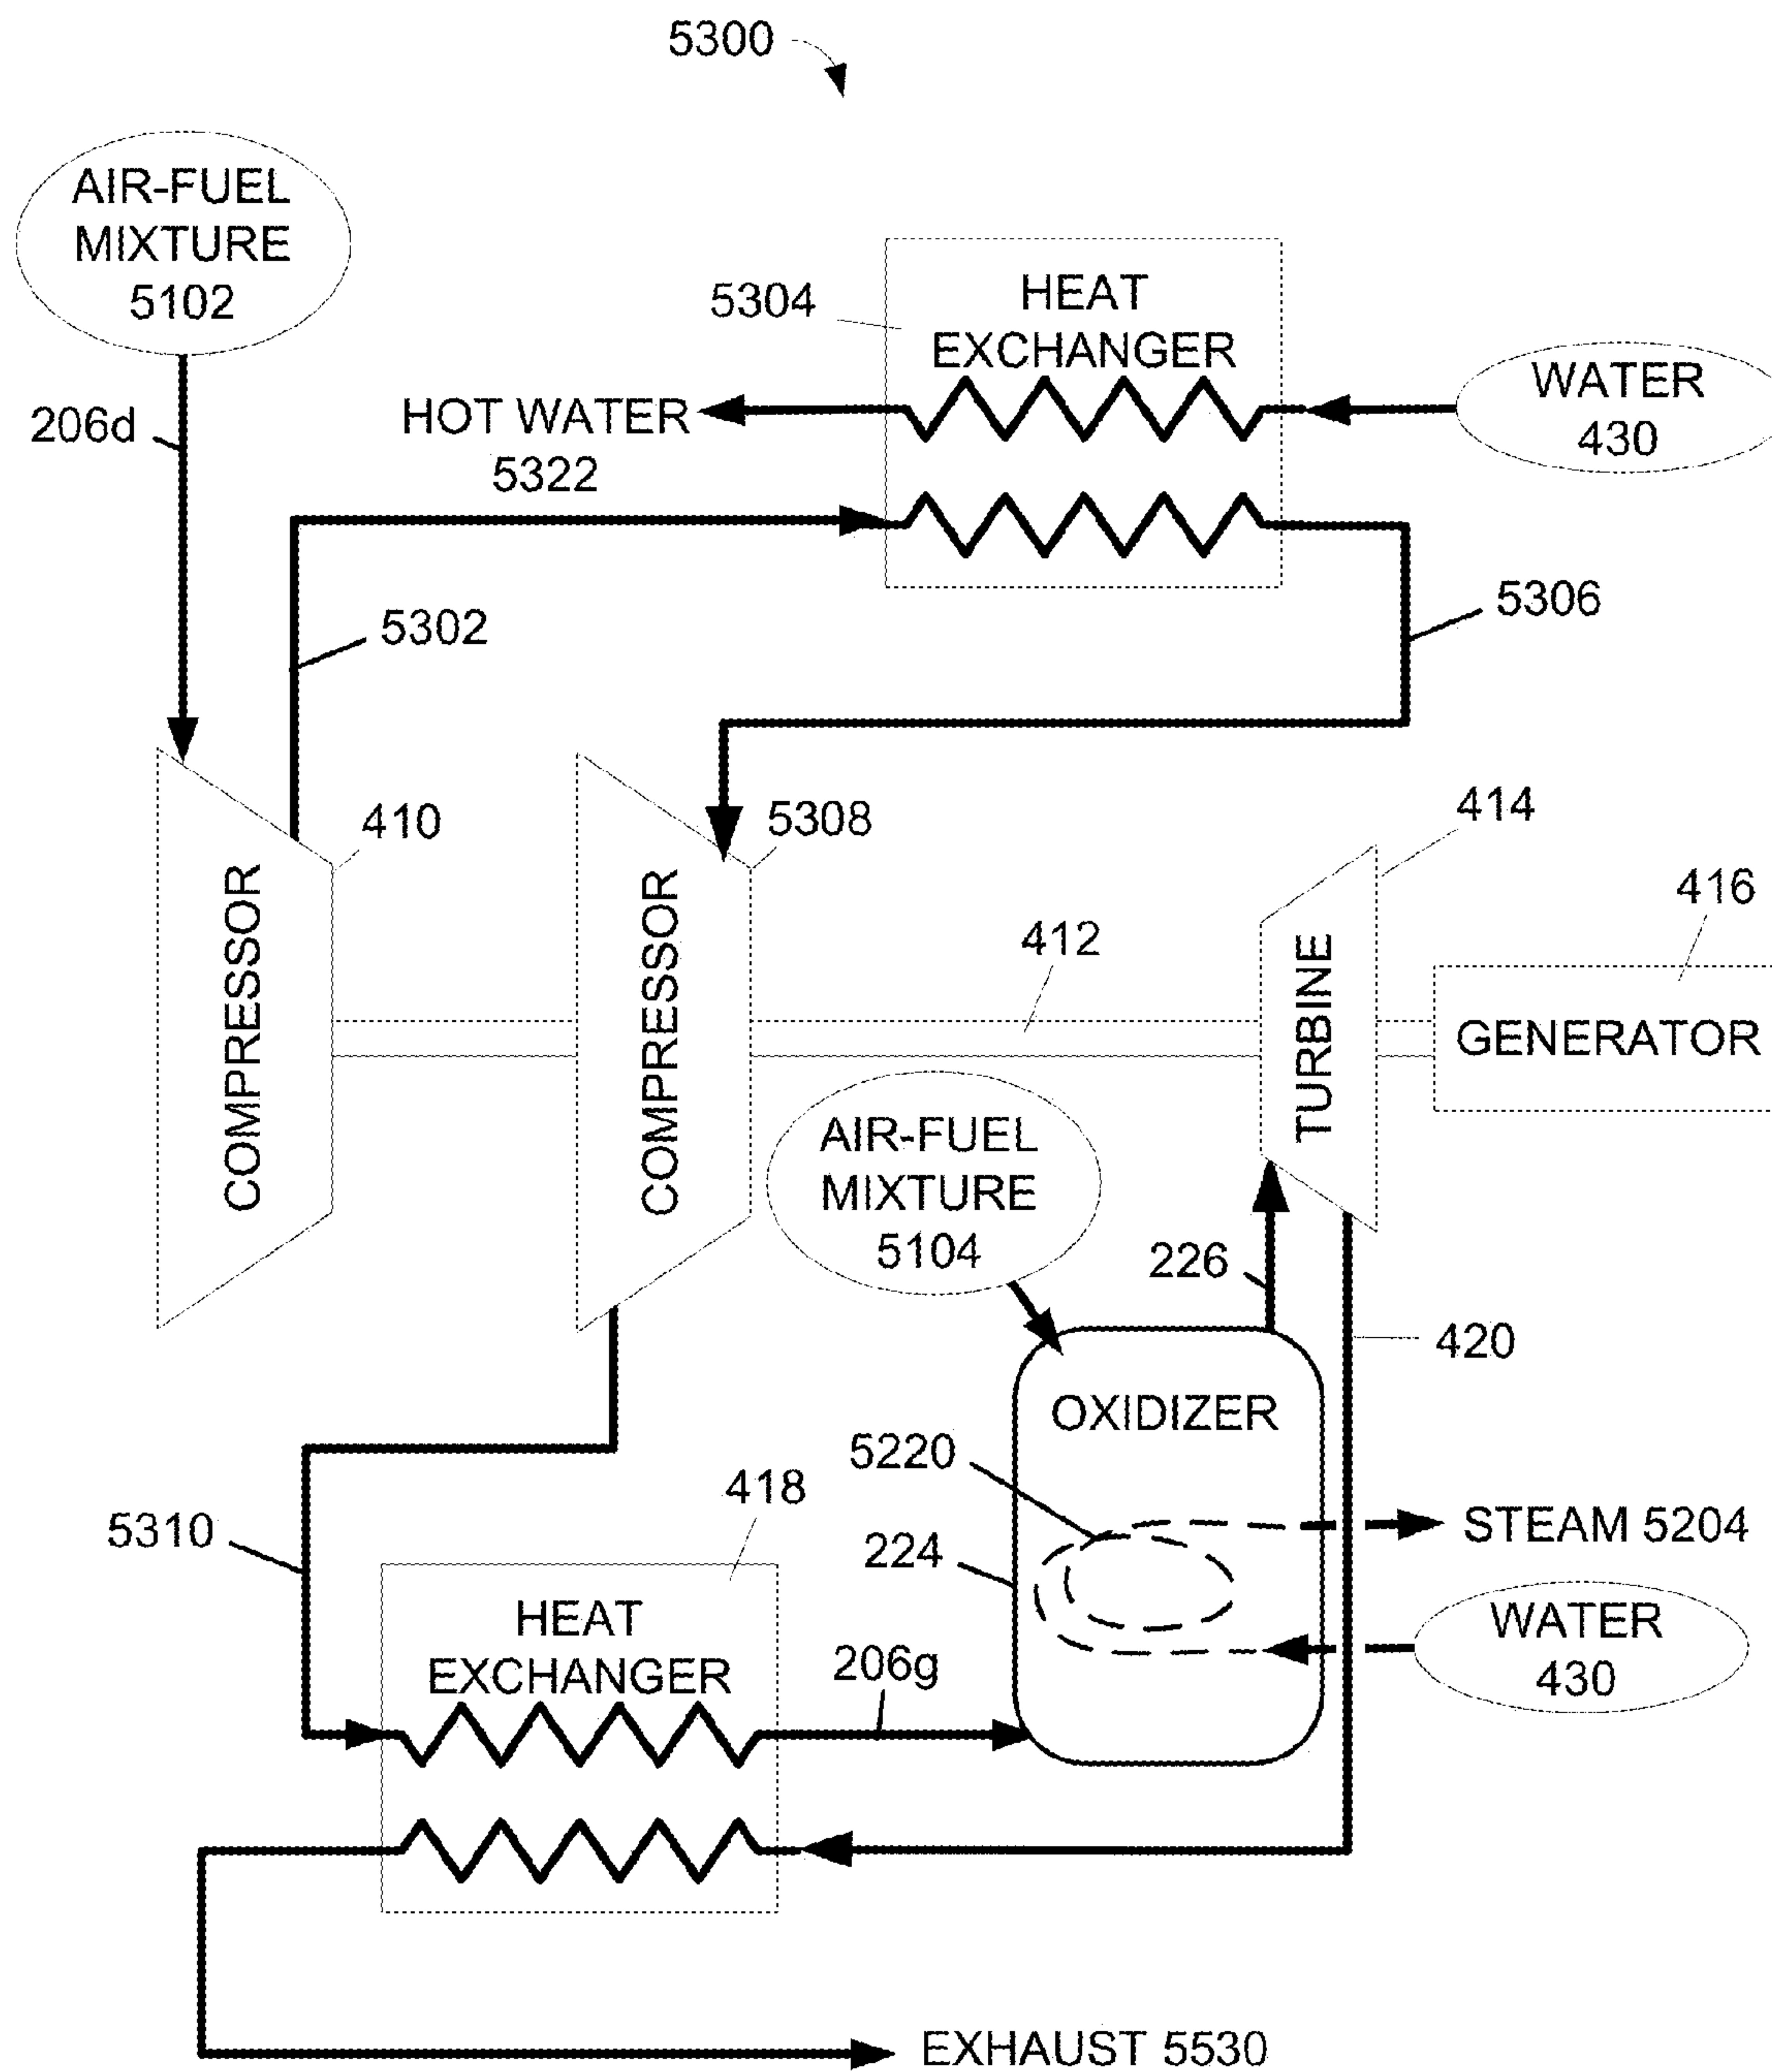 5300
AIR-FUEL
MIXTURE
5102
5304
HEAT
EXCHANGER
WATER
430
206d
HOT WATER
5322
5302
5306
410
5308
414
416
COMPRESSOR
COMPRESSOR
412
TURBINE
GENERATOR
AIR-FUEL
MIXTURE
5104
226
420
OXIDIZER
5220
418
5310
224
STEAM 5204
HEAT
EXCHANGER
206g
WATER
430
EXHAUST 5530